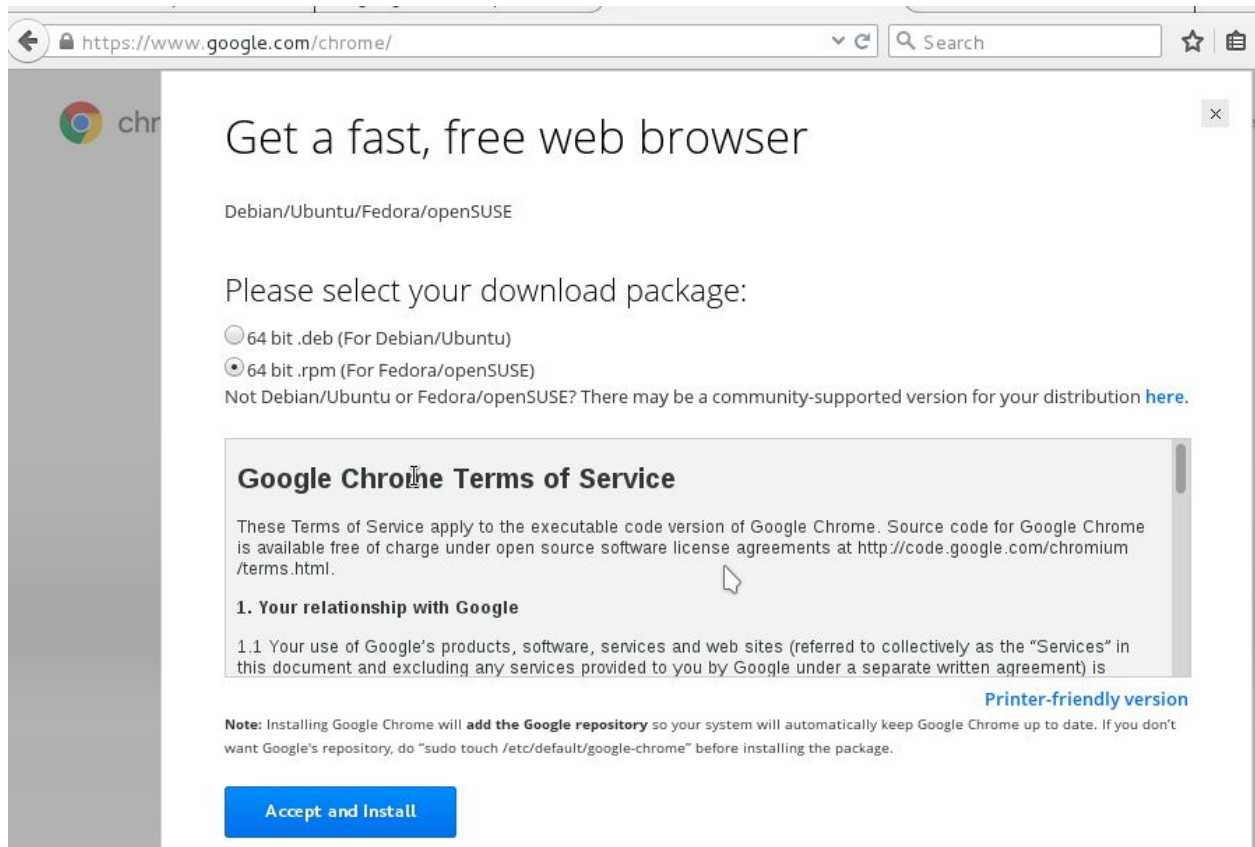 https://www.google.com/chrome/
Search
chr
Get a fast, free web browser
Debian/Ubuntu/Fedora/openSUSE
Please select your download package:
64 bit .deb (For Debian/Ubuntu)
64 bit .rpm (For Fedora/openSUSE)
Not Debian/Ubuntu or Fedora/openSUSE? There may be a community-supported version for your distribution here.
Google Chrome Terms of Service
These Terms of Service apply to the executable code version of Google Chrome. Source code for Google Chrome
is available free of charge under open source software license agreements at http://code.google.com/chromium
/terms.html.
1. Your relationship with Google
1.1 Your use of Google’s products, software, services and web sites (referred to collectively as the “Services” in
this document and excluding any services provided to you by Google under a separate written agreement) is
Printer-friendly version
Note: Installing Google Chrome will add the Google repository so your system will automatically keep Google Chrome up to date. If you don’t
want Google's repository, do “sudo touch /etc/default/google-chrome” before installing the package.
Accept and Install